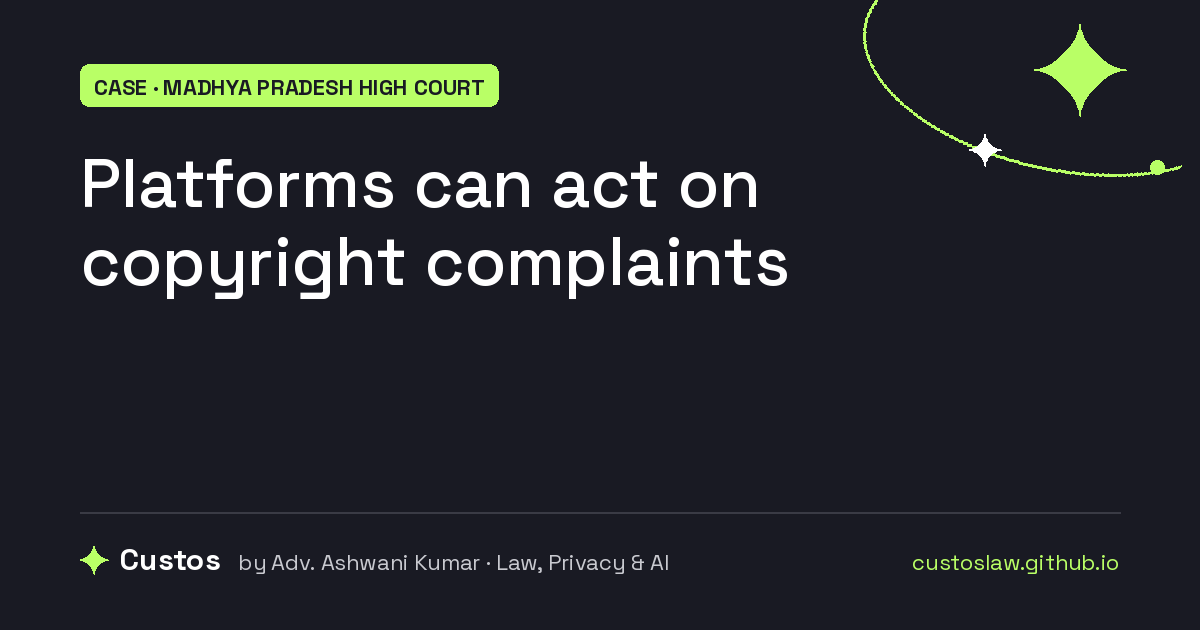 CASE · MADHYA PRADESH HIGH COURT
Platforms can act on
copyright complaints
Custos by Adv. Ashwani Kumar · Law, Privacy & AI
custoslaw.github.io